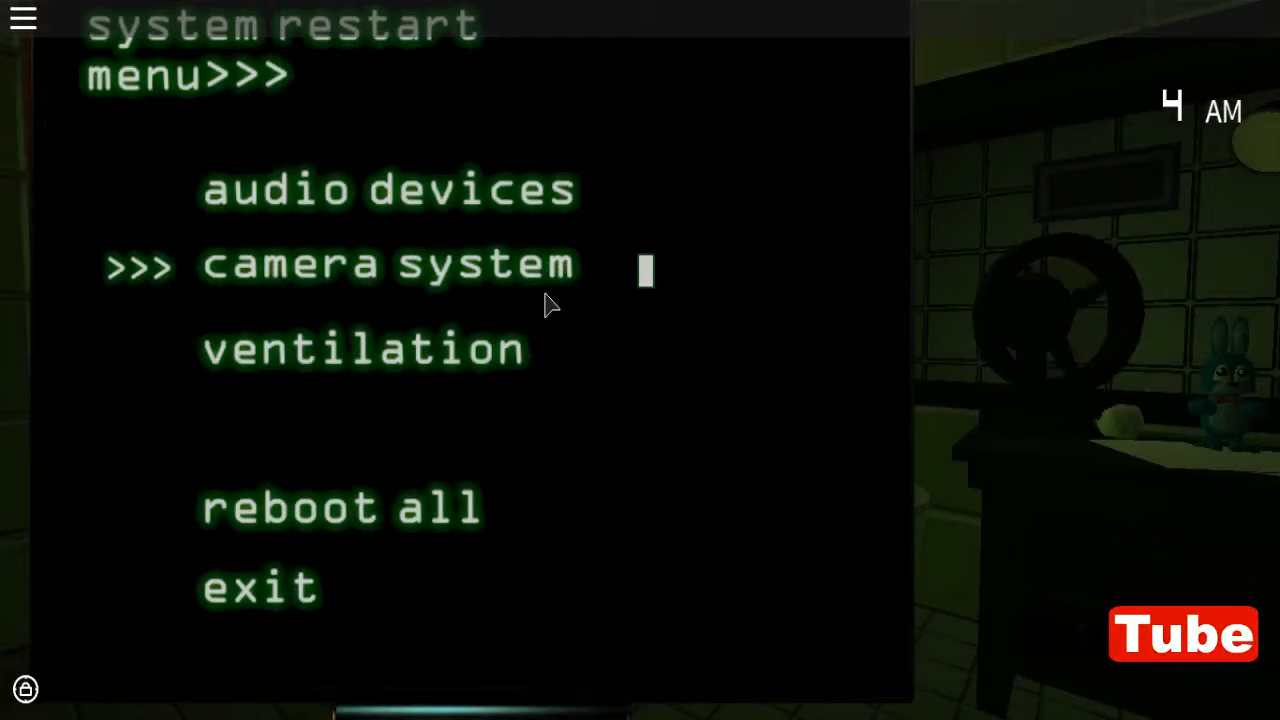 system restart
menu>>>
4 AM
audio devices
>>> camera system
ventilation
reboot all
exit
Tube